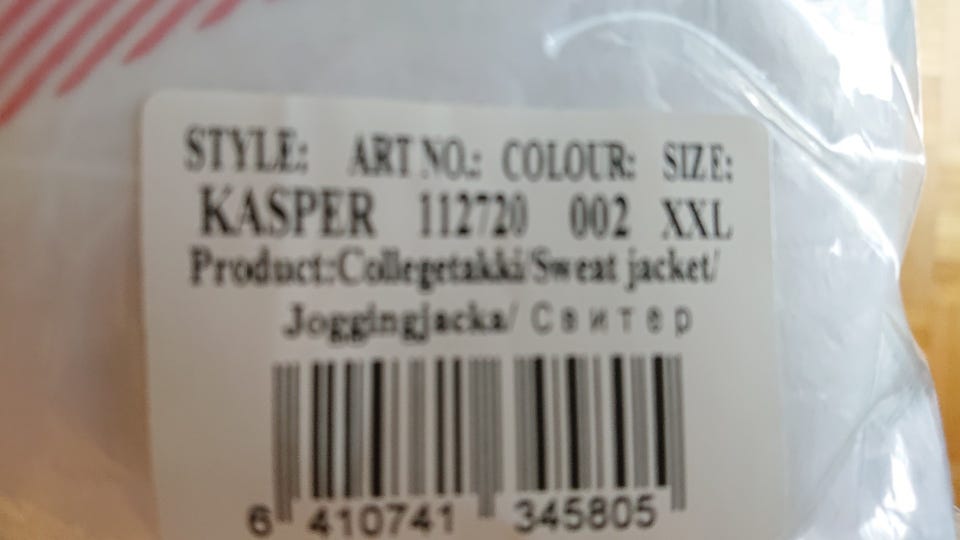 STYLE: ART NO.: COLOUR: SIZE:
KASPER 112720 002 XXL
Product:Collegetakki/Sweat jacket/
Joggingjacka/ Свитер
6 410741 345805